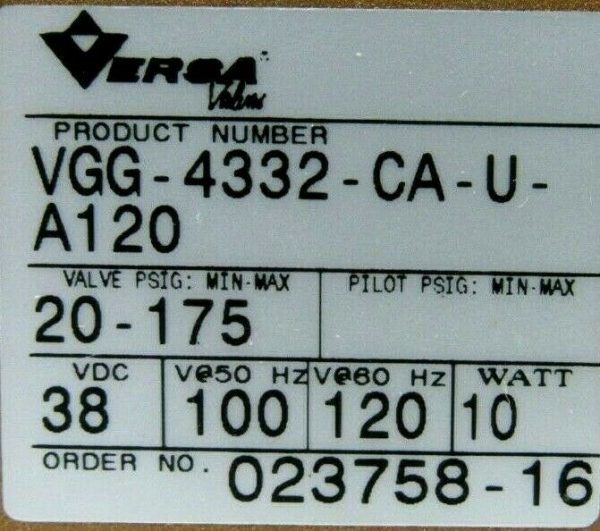 VERSA
Valves
PRODUCT NUMBER
VGG-4332-CA-U-
A120
VALVE PSIG: MIN-MAX PILOT PSIG: MIN-MAX
20-175
VDC V@50 HZ V@60 HZ WATT
38 100 120 10
ORDER NO. 023758-16